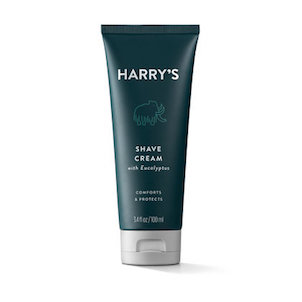 HARRY'S
SHAVE
CREAM
with Eucalyptus
COMFORTS
& PROTECTS
3.4 fl oz / 100 ml